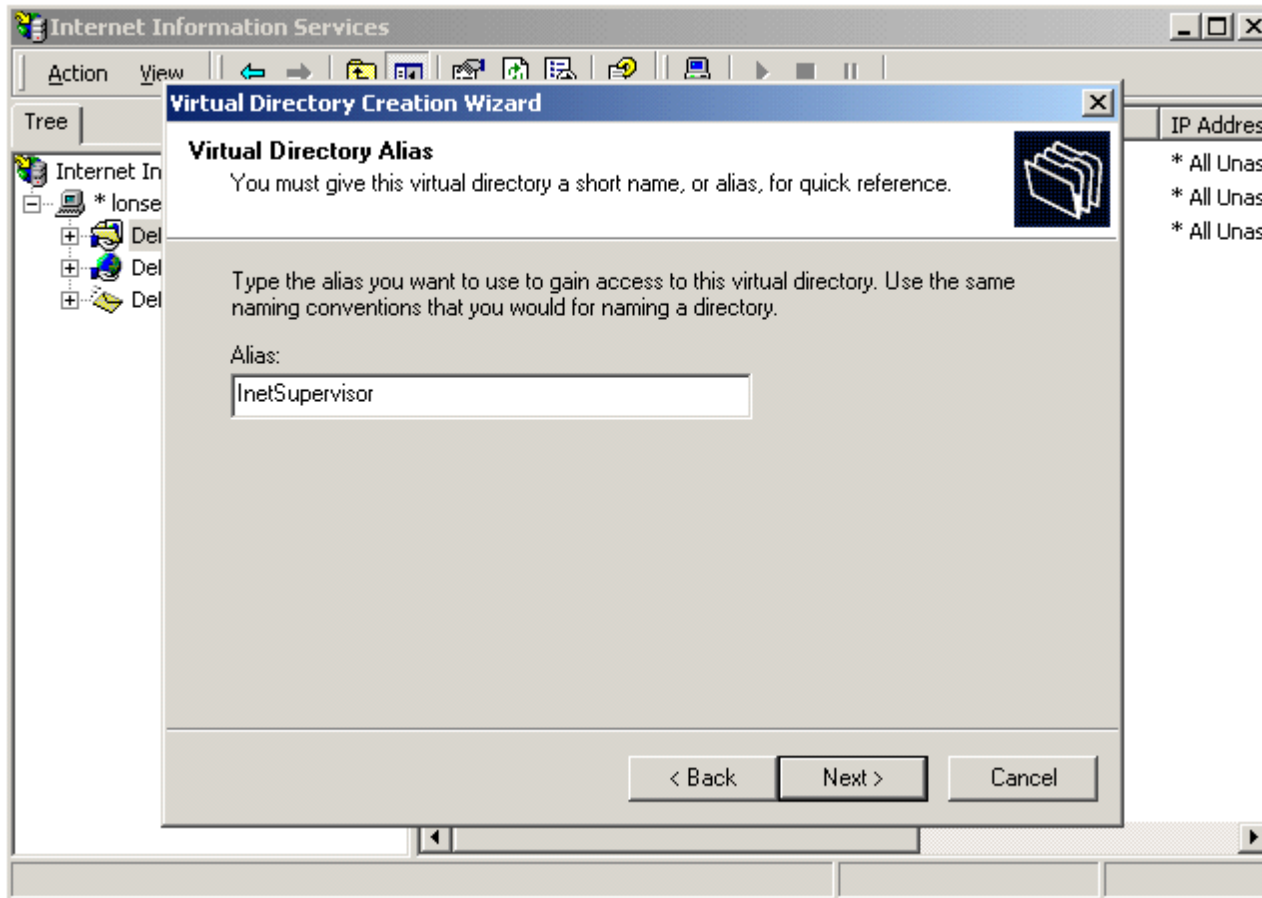 Internet Information Services
Action View
Virtual Directory Creation Wizard
Tree
IP Addres
Virtual Directory Alias
You must give this virtual directory a short name, or alias, for quick reference.
Internet In
* lonse
Del
Del
Del
* All Unas
* All Unas
* All Unas
Type the alias you want to use to gain access to this virtual directory. Use the same
naming conventions that you would for naming a directory.
Alias:
InetSupervisor
< Back
Next >
Cancel